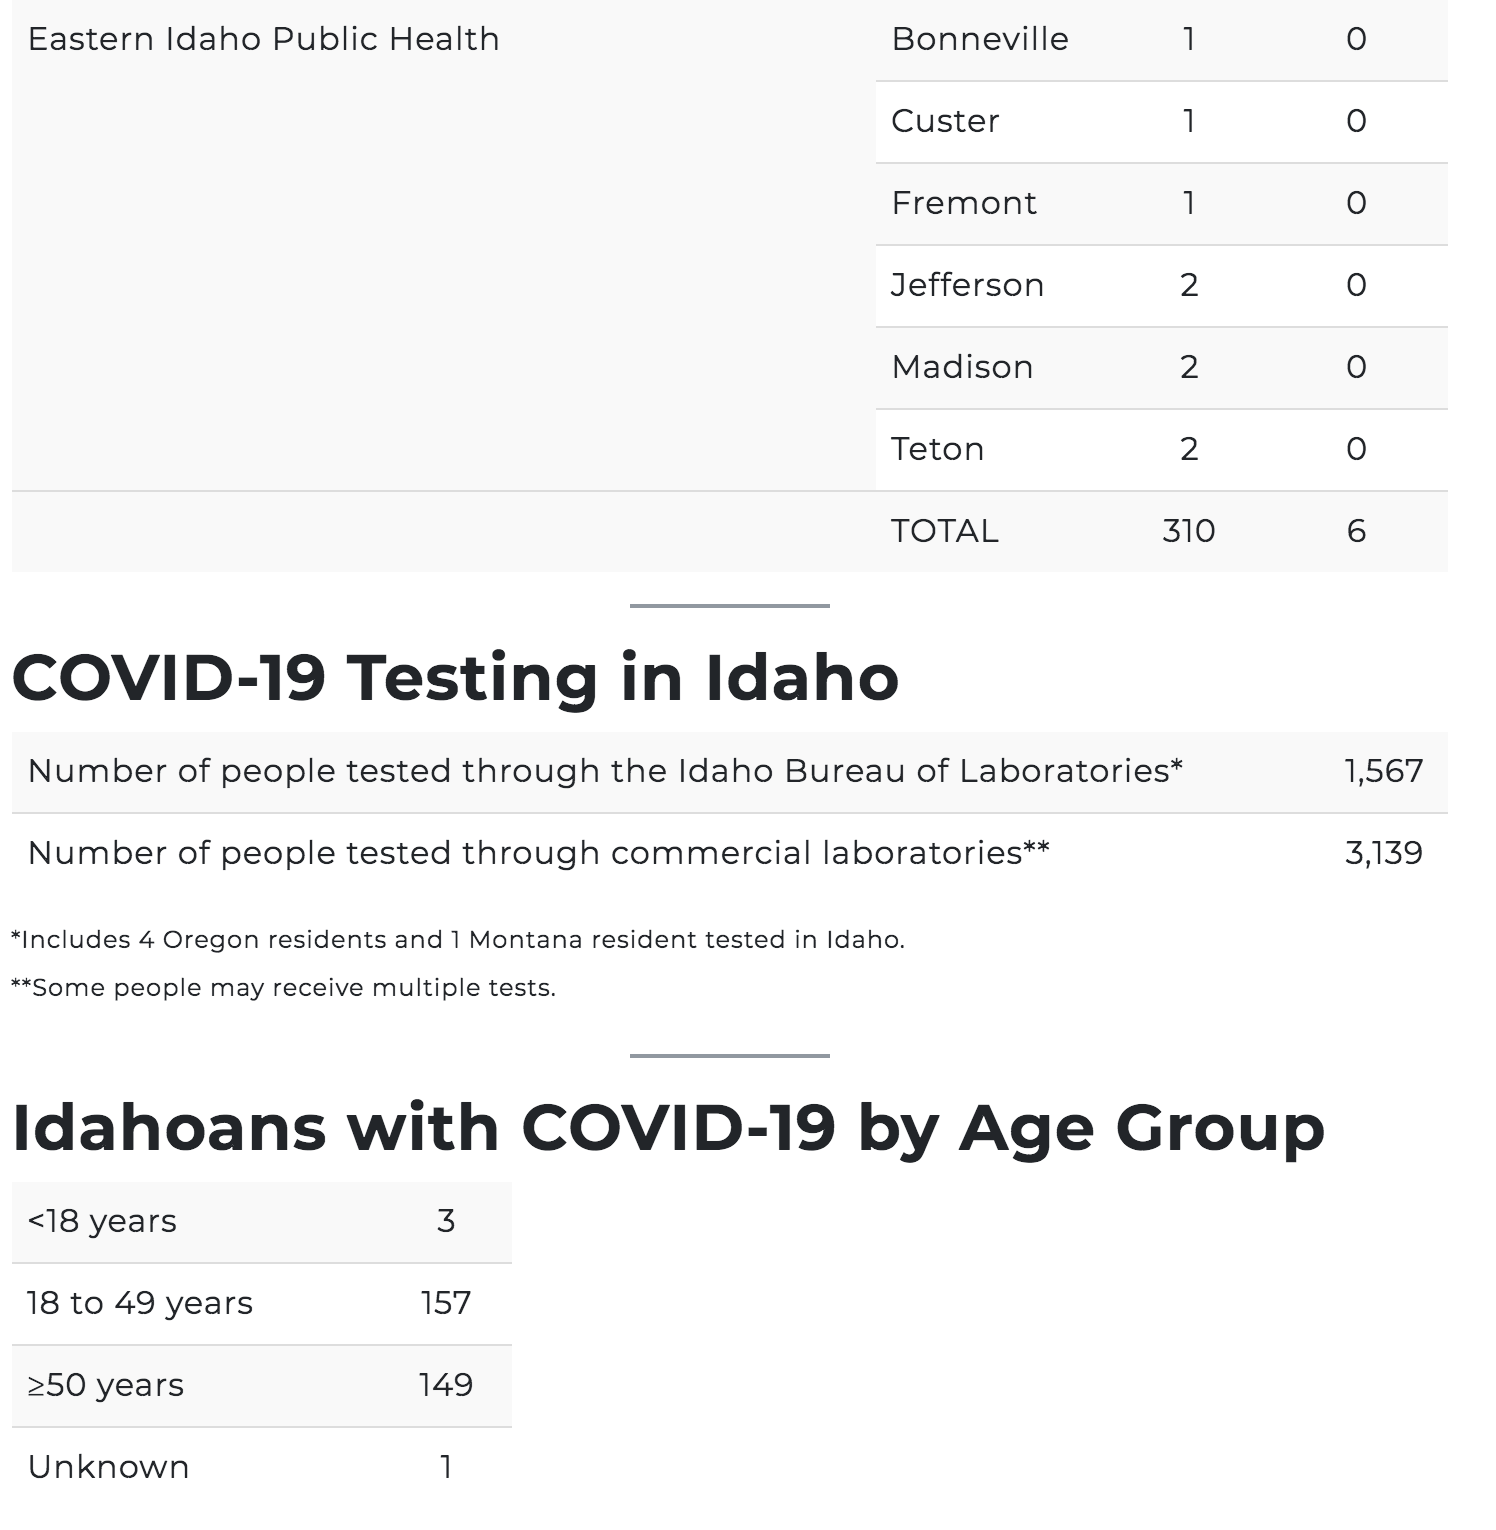 Eastern Idaho Public Health Bonneville 1 0
Custer 1 0
Fremont 1 0
Jefferson 2 0
Madison 2 0
Teton 2 0
TOTAL 310 6
COVID-19 Testing in Idaho
Number of people tested through the Idaho Bureau of Laboratories* 1,567
Number of people tested through commercial laboratories** 3,139
*Includes 4 Oregon residents and 1 Montana resident tested in Idaho.
**Some people may receive multiple tests.
Idahoans with COVID-19 by Age Group
<18 years 3
18 to 49 years 157
≥50 years 149
Unknown 1